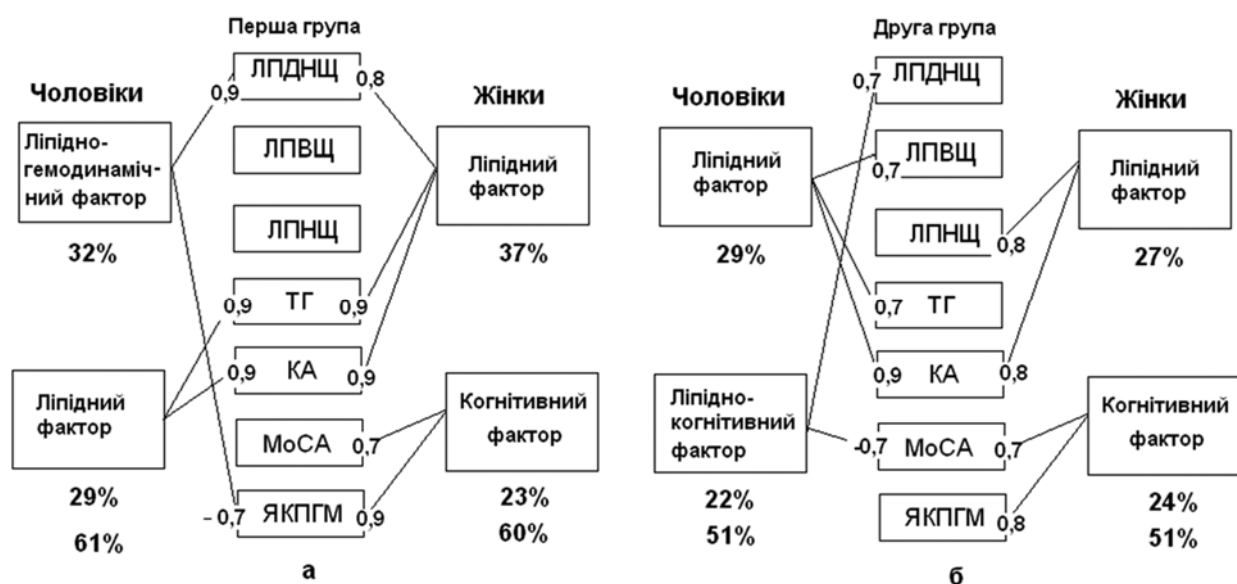 Перша група
ЛПДНЩ
0,9
0,8
Чоловіки
Жінки
Ліпідно-
гемодинаміч-
ний фактор
32%
ЛПВЩ
Ліпідний
фактор
37%
ЛПНЩ
0,9 ТГ 0,9
0,9 КА 0,9
Ліпідний
фактор
29%
61%
МоСА 0,7
– 0,7 ЯКПГМ 0,9
Когнітивний
фактор
23%
60%
а
Друга група
0,7 ЛПДНЩ
Чоловіки
Жінки
Ліпідний
фактор
29%
ЛПВЩ
0,7
Ліпідний
фактор
27%
ЛПНЩ
0,8
ТГ
0,7
КА
0,9
0,8
Ліпідно-
когнітивний
фактор
22%
51%
-0,7 МоСА 0,7
ЯКПГМ
0,8
Когнітивний
фактор
24%
51%
б